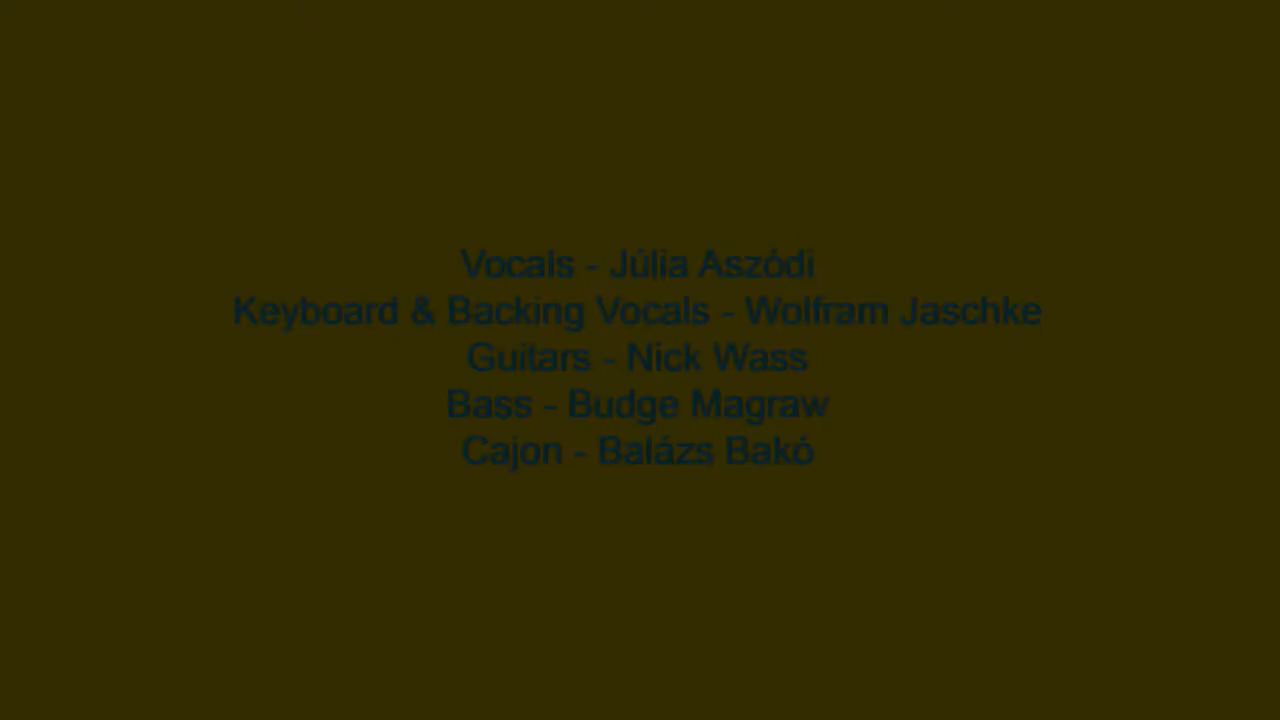 Vocals - Júlia Aszódi
Keyboard & Backing Vocals - Wolfram Jaschke
Guitars - Nick Wass
Bass - Budge Magraw
Cajon - Balázs Bakó